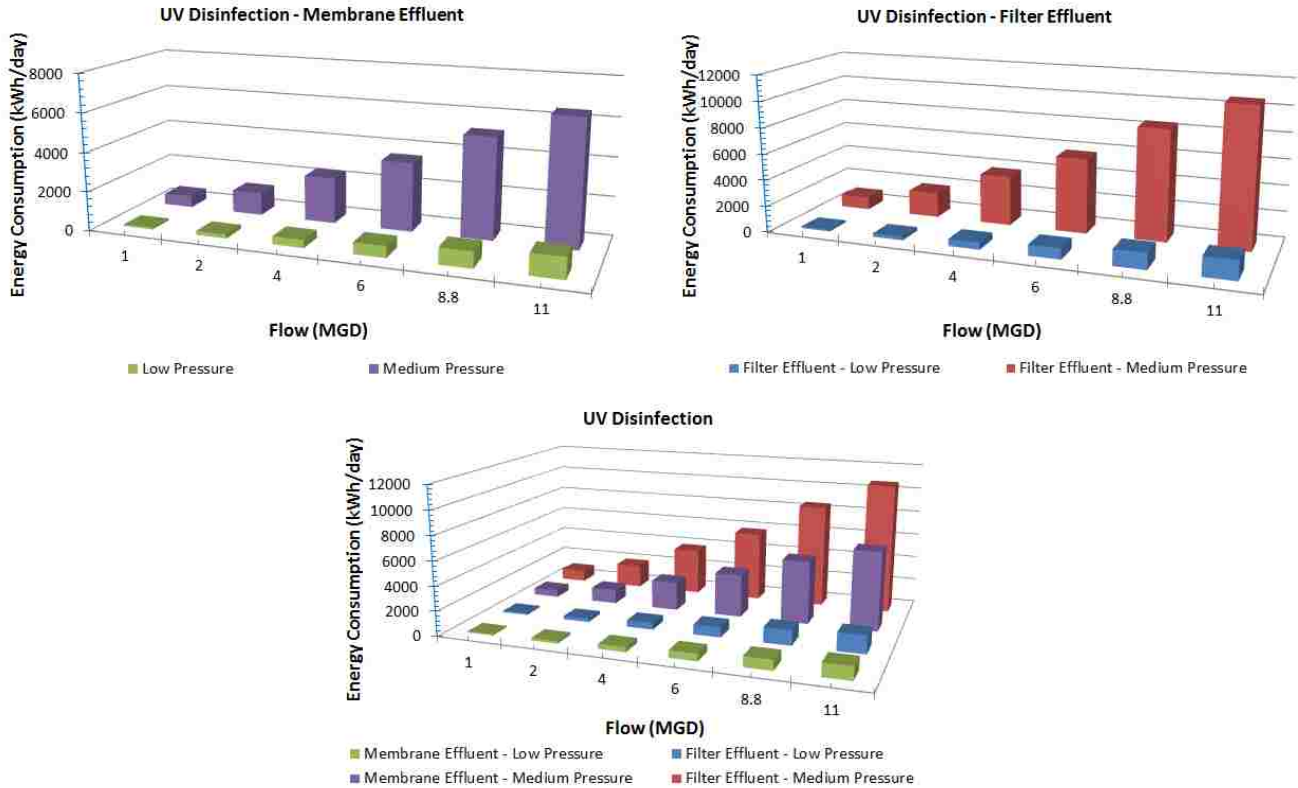 UV Disinfection - Membrane Effluent
Energy Consumption (kWh/day)
8000
6000
4000
2000
0
1
2
4
6
8.8
11
Flow (MGD)
Low Pressure
Medium Pressure
UV Disinfection - Filter Effluent
Energy Consumption (kWh/day)
12000
10000
8000
6000
4000
2000
0
1
2
4
6
8.8
11
Flow (MGD)
Filter Effluent - Low Pressure
Filter Effluent - Medium Pressure
UV Disinfection
Energy Consumption (kWh/day)
12000
10000
8000
6000
4000
2000
0
1
2
4
6
8.8
11
Flow (MGD)
Membrane Effluent - Low Pressure
Filter Effluent - Low Pressure
Membrane Effluent - Medium Pressure
Filter Effluent - Medium Pressure